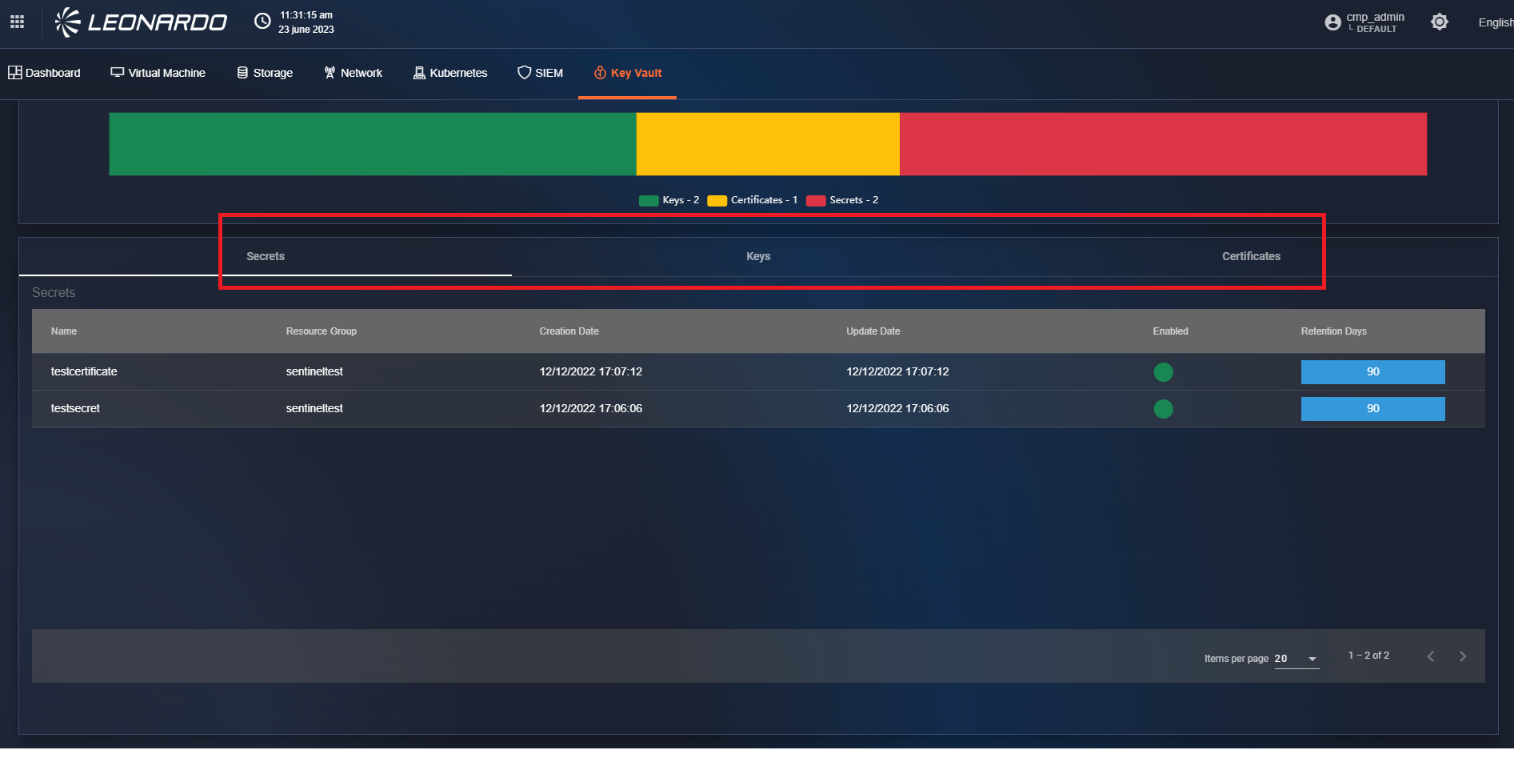 LEONARDO
11:31:15 am
23 june 2023
cmp_admin
DEFAULT
English
Dashboard Virtual Machine Storage Network Kubernetes SIEM Key Vault
Keys - 2 Certificates - 1 Secrets - 2
Secrets Keys Certificates
Secrets
Name Resource Group Creation Date Update Date Enabled Retention Days
testcertificate sentineltest 12/12/2022 17:07:12 12/12/2022 17:07:12 90
testsecret sentineltest 12/12/2022 17:06:06 12/12/2022 17:06:06 90
Items per page 20 1 – 2 of 2